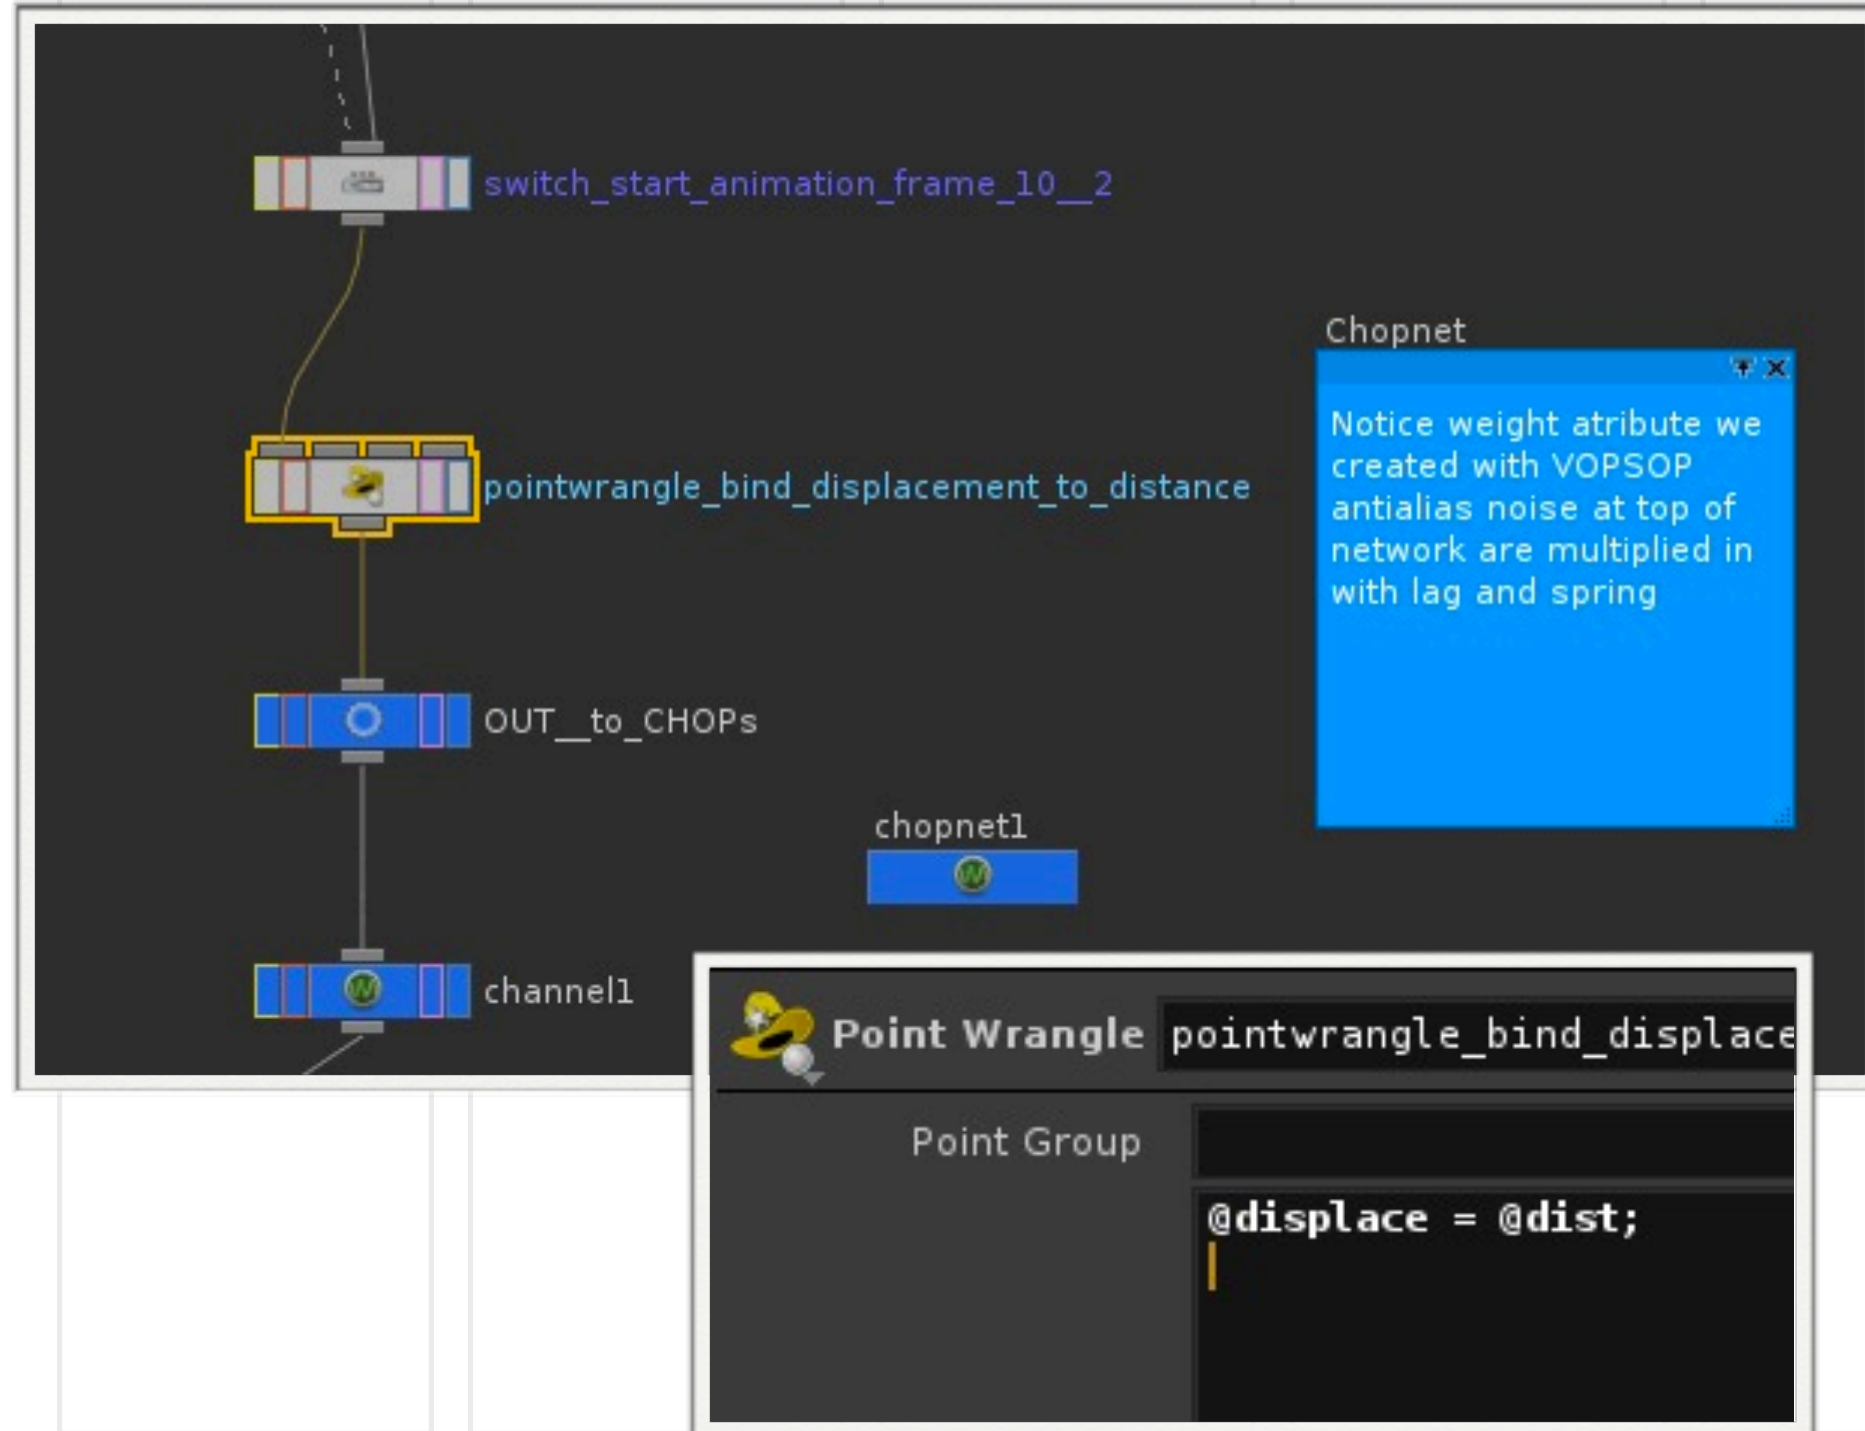 switch_start_animation_frame_10__2
Chopnet
Notice weight atribute we
created with VOPSOP
antialias noise at top of
network are multiplied in
with lag and spring
pointwrangle_bind_displacement_to_distance
OUT__to_CHOPs
chopnet1
channel1
Point Wrangle pointwrangle_bind_displace
Point Group
@displace = @dist;